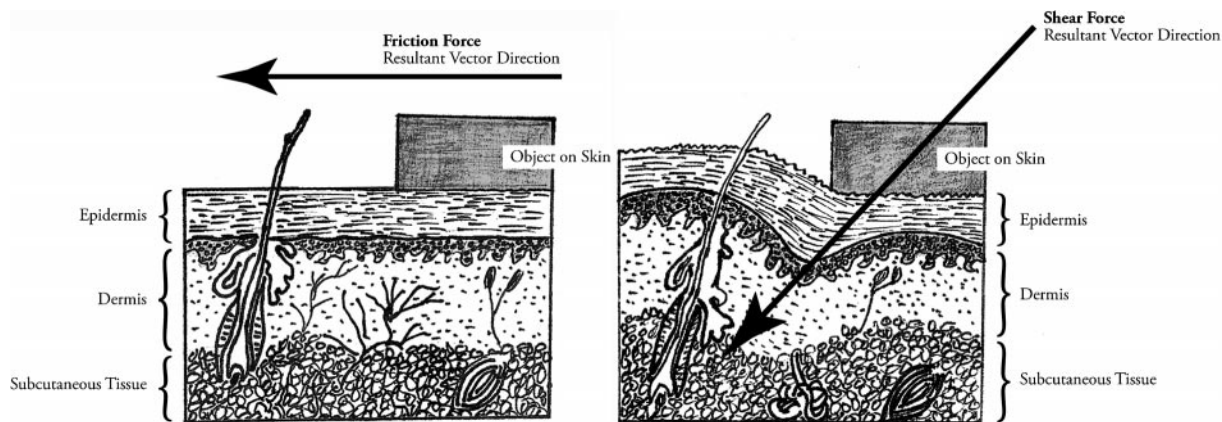 Friction Force
Resultant Vector Direction
Object on Skin
Epidermis
Dermis
Subcutaneous Tissue
Shear Force
Resultant Vector Direction
Object on Skin
Epidermis
Dermis
Subcutaneous Tissue